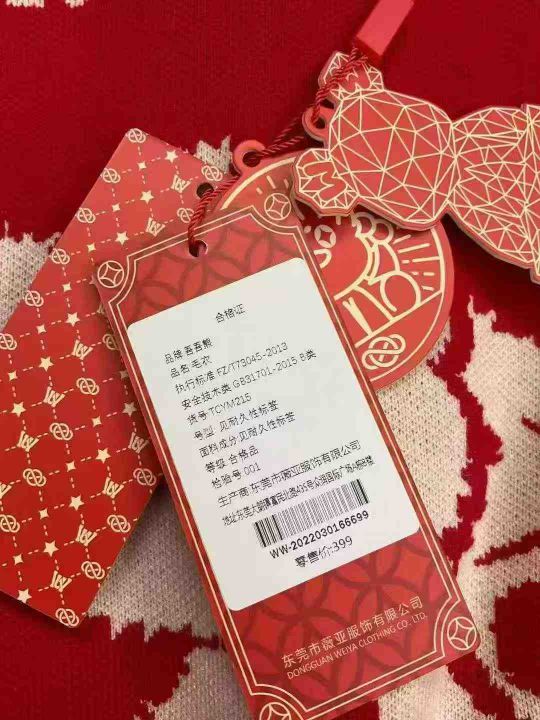 合格证
品牌 吾吾熊
品名:毛衣
执行标准 FZ/T73045-2013
安全技术类 GB31701-2015 B类
货号:TCYM215
号型:见耐久性标签
面料成分:见耐久性标签
等级:合格品
检验号:001
生产商:东莞市薇亚服饰有限公司
WW-2022030166699
零售价:399
东莞市薇亚服饰有限公司
DONGGUAN WEIYA CLOTHING CO., LTD.